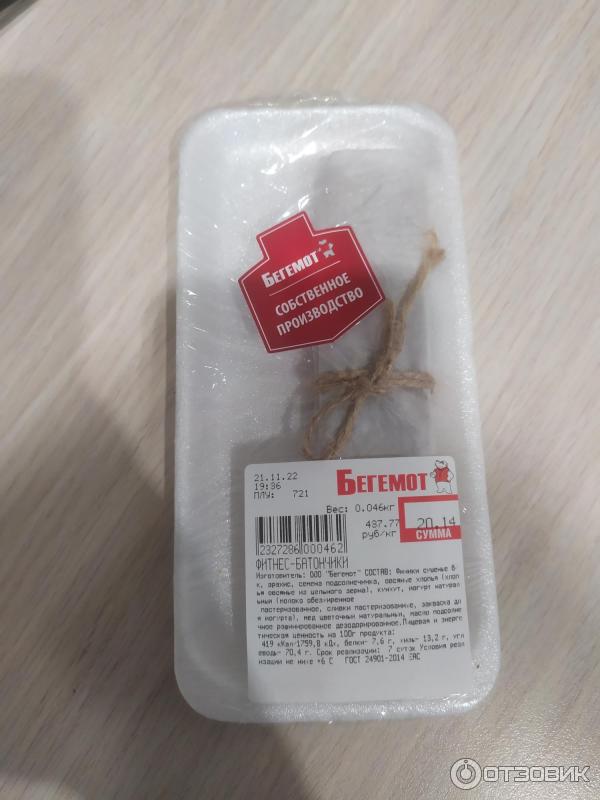 БЕГЕМОТ
СОБСТВЕННОЕ
ПРОИЗВОДСТВО
21.11.22
19:36
ПЛУ: 721
БЕГЕМОТ
Вес: 0.046кг
437.77
руб/кг
20.14
СУММА
2327286000462
ФИТНЕС-БАТОНЧИКИ
Изготовитель: ООО "Бегемот" СОСТАВ: Финики сушеные б-
к, арахис, семена подсолнечника, овсяные хлопья (хлоп
ья овсяные из цельного зерна), кунжут, йогурт натурал
ьный (молоко обезжиренное
пастеризованное, сливки пастеризованные, закваска дл
я йогурта), мед цветочный натуральный, масло подсолне
чное рафинированное дезодорированное.Пищевая и энерге
тическая ценность на 100г продукта:
419 кКал-1759,8 кДж, белки- 7,6 г, жиры- 13,2 г, угл
еводы- 70,4 г. Срок реализации: 7 суток Условия реал
изации не ниже +6 С ГОСТ 24901-2014 ЕАС
ОТЗОВИК